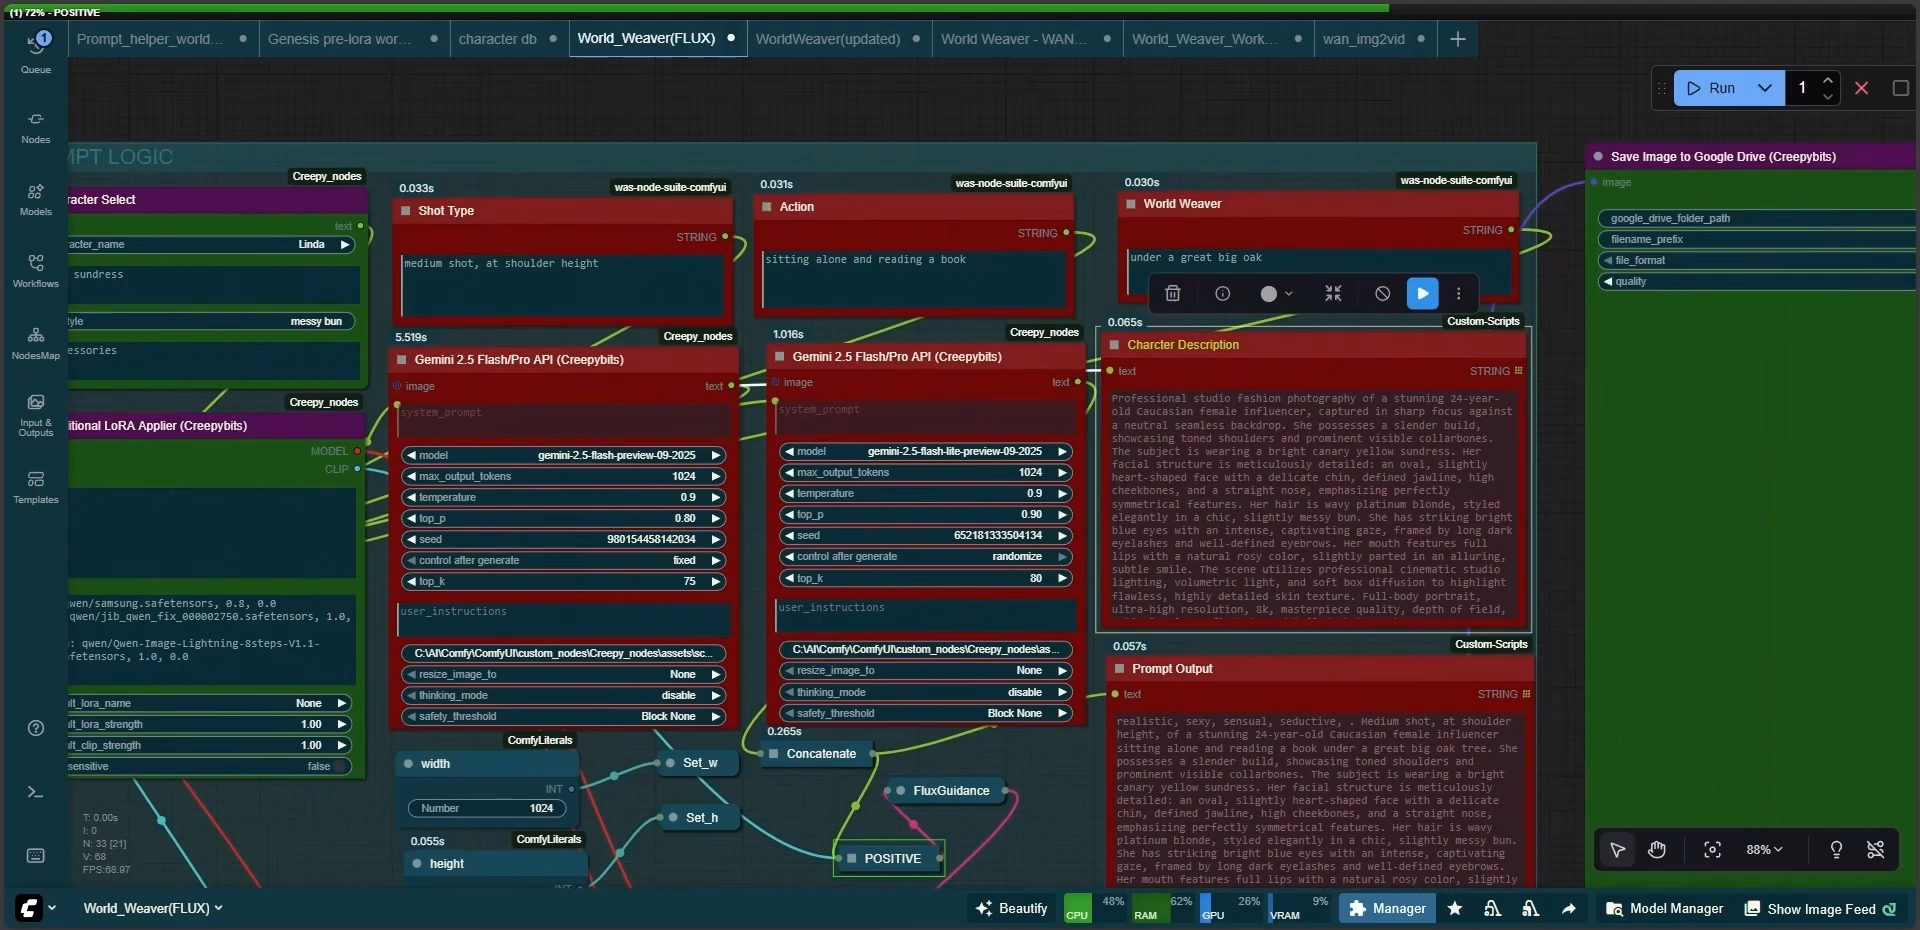 (1) 72% - POSITIVE
Prompt_helper_world...
Genesis pre-lora wor...
character db
World_Weaver(FLUX)
WorldWeaver(updated)
World Weaver - WAN...
World_Weaver_Work...
wan_img2vid
1
Queue
Nodes
Models
Workflows
NodesMap
Input &
Outputs
Templates
Run
1
MPT LOGIC
Creepy_nodes
racter Select
text
racter_name Linda
sundress
tyle messy bun
essories
Creepy_nodes
itional LoRA Applier (Creepybits)
MODEL
CLIP
qwen/samsung.safetensors, 0.8, 0.0
qwen/jib_qwen_fix_000002750.safetensors, 1.0,
: qwen/Qwen-Image-Lightning-8steps-V1.1-
fetensors, 1.0, 0.0
lt_lora_name None
lt_lora_strength 1.00
lt_clip_strength 1.00
sensitive false
T: 0.00s
I: 0
N: 33 [21]
V: 68
FPS:68.97
0.033s
was-node-suite-comfyui
Shot Type
STRING
medium shot, at shoulder height
5.519s
Creepy_nodes
Gemini 2.5 Flash/Pro API (Creepybits)
image text
system_prompt
model gemini-2.5-flash-preview-09-2025
max_output_tokens 1024
temperature 0.9
top_p 0.80
seed 980154458142034
control after generate fixed
top_k 75
user_instructions
C:\AI\Comfy\ComfyUI\custom_nodes\Creepy_nodes\assets\sc...
resize_image_to None
thinking_mode disable
safety_threshold Block None
ComfyLiterals
width
INT
Number 1024
0.055s
ComfyLiterals
height
INT
Set_w
Set_h
0.031s
was-node-suite-comfyui
Action
STRING
sitting alone and reading a book
1.016s
Creepy_nodes
Gemini 2.5 Flash/Pro API (Creepybits)
image text
system_prompt
model gemini-2.5-flash-lite-preview-09-2025
max_output_tokens 1024
temperature 0.9
top_p 0.90
seed 652181333504134
control after generate randomize
top_k 80
user_instructions
C:\AI\Comfy\ComfyUI\custom_nodes\Creepy_nodes\as...
resize_image_to None
thinking_mode disable
safety_threshold Block None
0.265s
Concatenate
FluxGuidance
POSITIVE
0.030s
was-node-suite-comfyui
World Weaver
STRING
under a great big oak
Custom-Scripts
0.065s
Charcter Description
text STRING
Professional studio fashion photography of a stunning 24-year-
old Caucasian female influencer, captured in sharp focus against
a neutral seamless backdrop. She possesses a slender build,
showcasing toned shoulders and prominent visible collarbones.
The subject is wearing a bright canary yellow sundress. Her
facial structure is meticulously detailed: an oval, slightly
heart-shaped face with a delicate chin, defined jawline, high
cheekbones, and a straight nose, emphasizing perfectly
symmetrical features. Her hair is wavy platinum blonde, styled
elegantly in a chic, slightly messy bun. She has striking bright
blue eyes with an intense, captivating gaze, framed by long dark
eyelashes and well-defined eyebrows. Her mouth features full
lips with a natural rosy color, slightly parted in an alluring,
subtle smile. The scene utilizes professional cinematic studio
lighting, volumetric light, and soft box diffusion to highlight
flawless, highly detailed skin texture. Full-body portrait,
ultra-high resolution, 8k, masterpiece quality, depth of field,
Custom-Scripts
0.057s
Prompt Output
text STRING
realistic, sexy, sensual, seductive, . Medium shot, at shoulder
height, of a stunning 24-year-old Caucasian female influencer
sitting alone and reading a book under a great big oak tree. She
possesses a slender build, showcasing toned shoulders and
prominent visible collarbones. The subject is wearing a bright
canary yellow sundress. Her facial structure is meticulously
detailed: an oval, slightly heart-shaped face with a delicate
chin, defined jawline, high cheekbones, and a straight nose,
emphasizing perfectly symmetrical features. Her hair is wavy
platinum blonde, styled elegantly in a chic, slightly messy bun.
She has striking bright blue eyes with an intense, captivating
gaze, framed by long dark eyelashes and well-defined eyebrows.
Her mouth features full lips with a natural rosy color, slightly
Save Image to Google Drive (Creepybits)
image
google_drive_folder_path
filename_prefix
file_format
quality
88%
World_Weaver(FLUX)
Beautify
CPU 48%
RAM 62%
GPU 26%
VRAM 9%
Manager
Model Manager
Show Image Feed